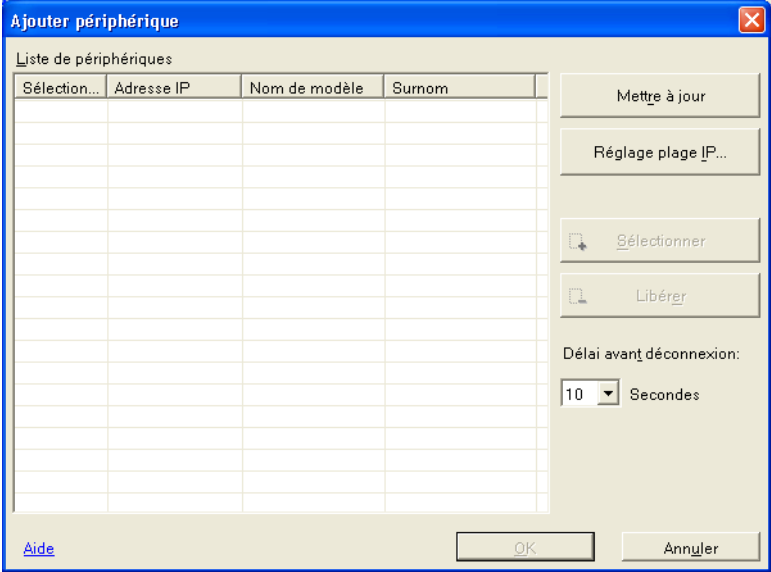 Ajouter périphérique
Liste de périphériques
Sélection... Adresse IP Nom de modèle Surnom
Mettre à jour
Réglage plage IP...
Sélectionner
Libérer
Délai avant déconnexion:
10 Secondes
Aide OK Annuler